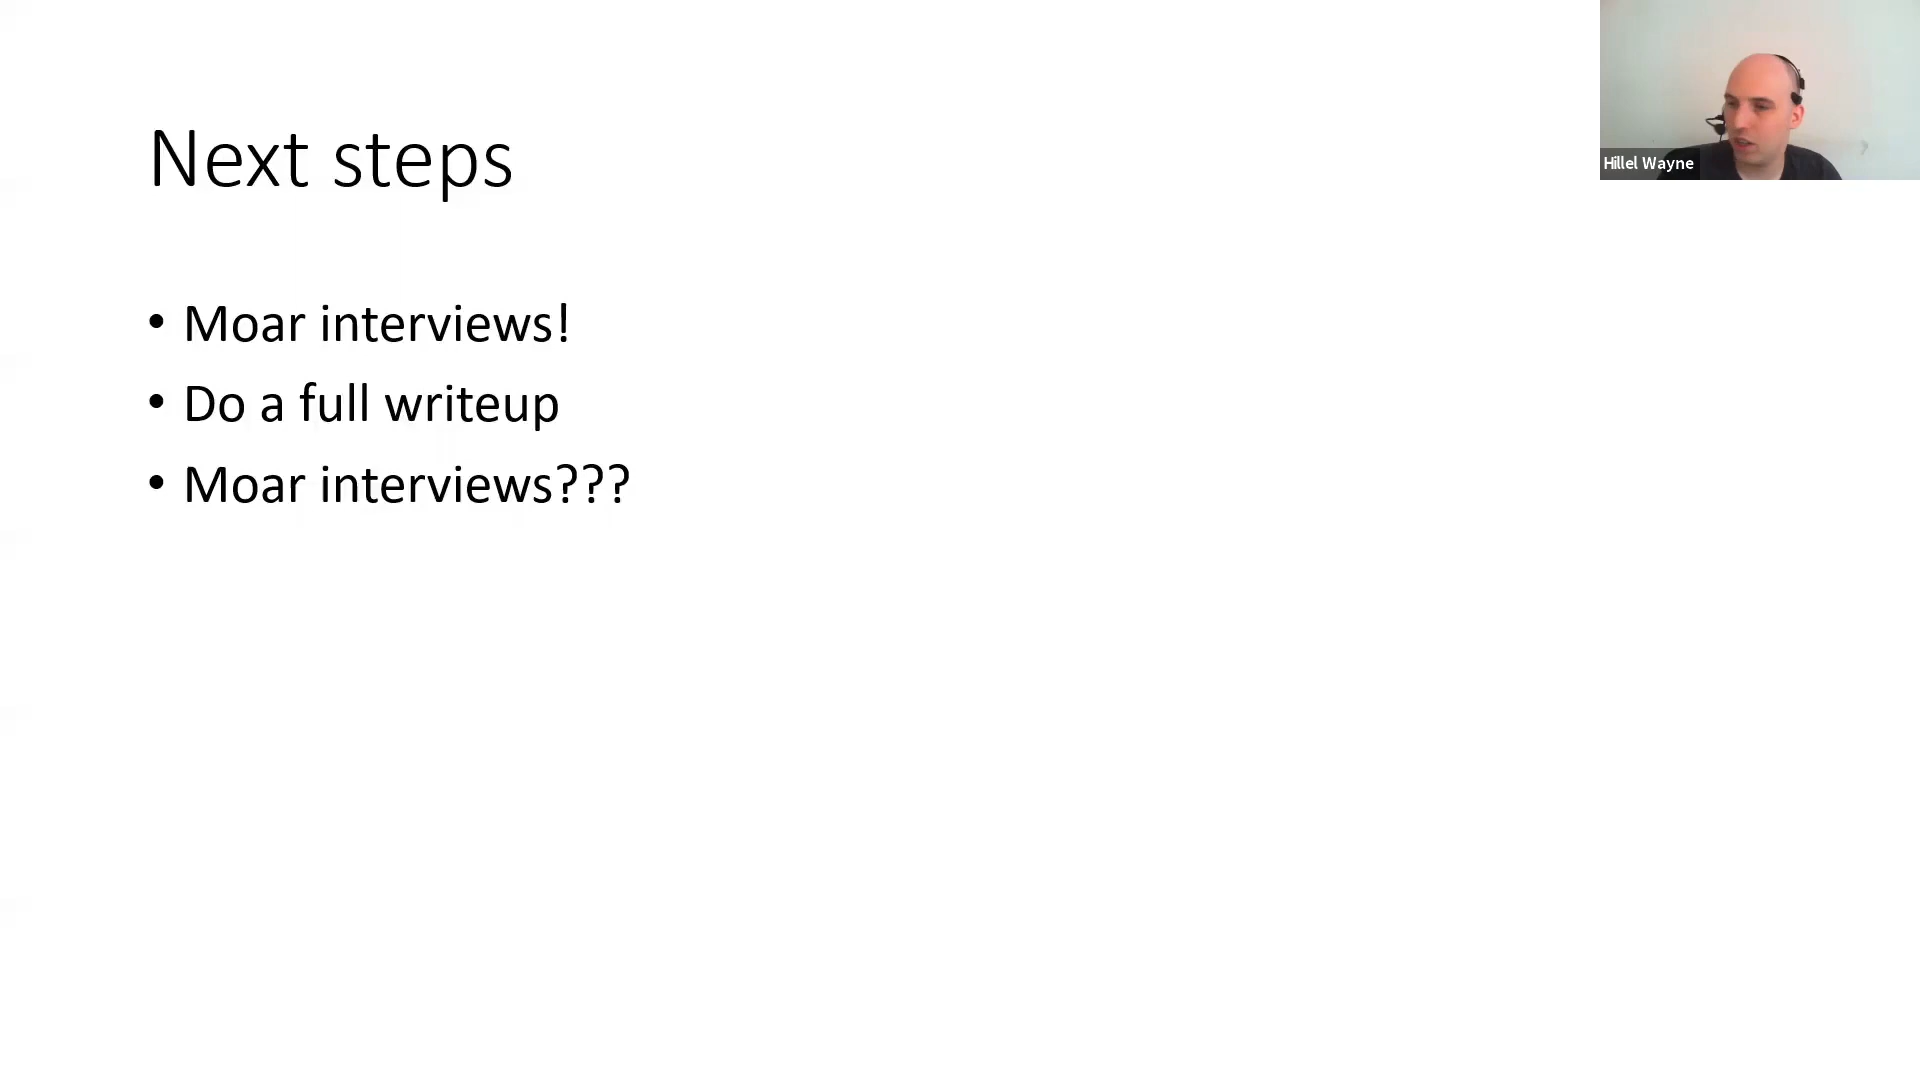 Next steps
• Moar interviews!
• Do a full writeup
• Moar interviews???
Hillel Wayne